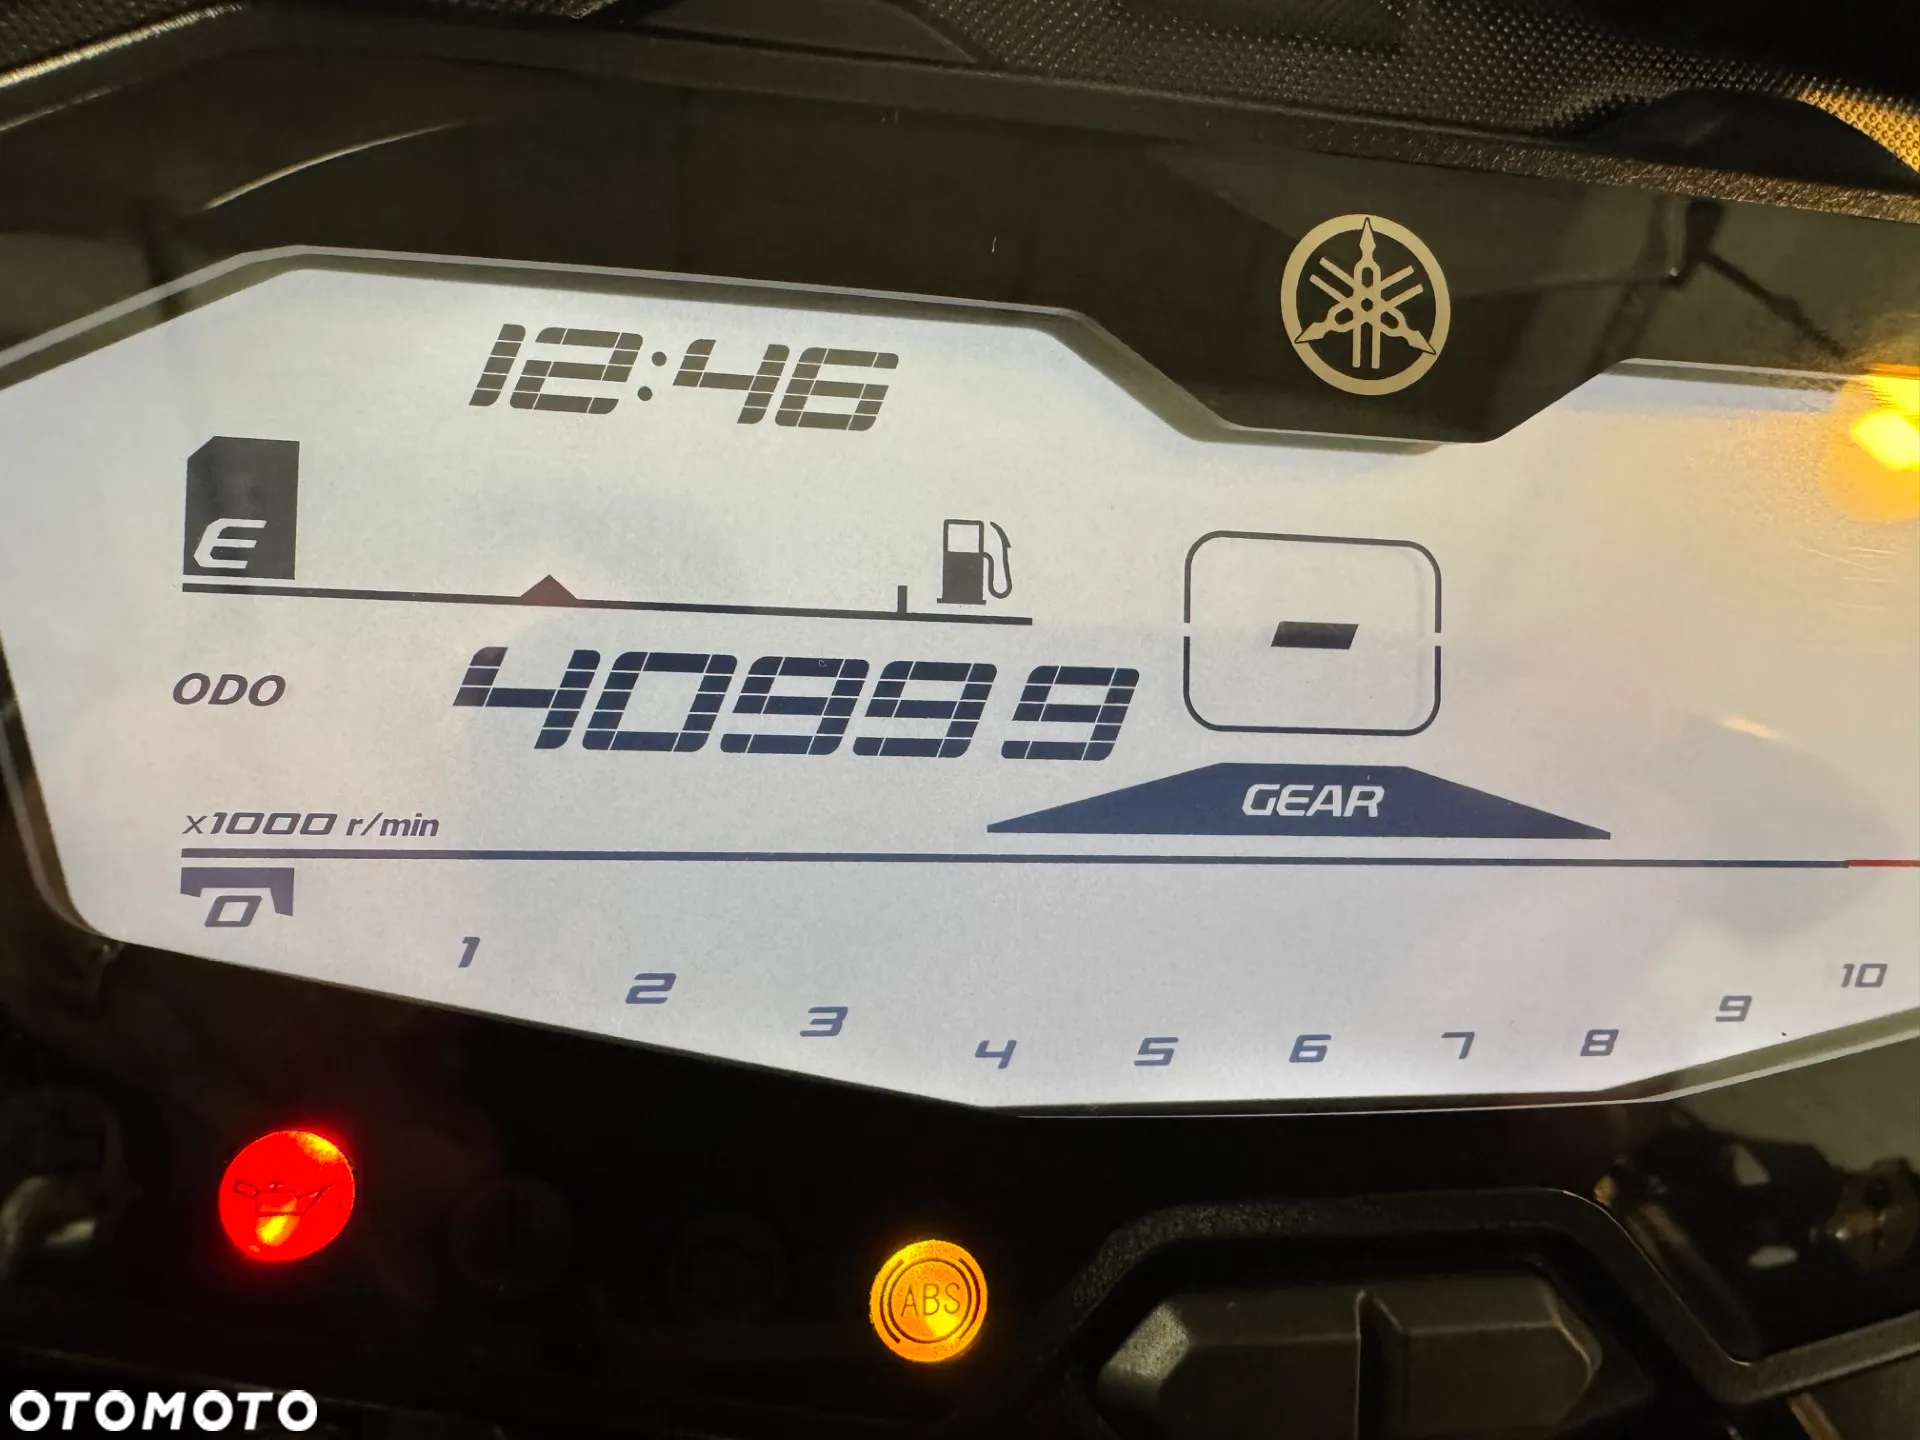 12:46
E
ODO 40999
-
GEAR
x1000 r/min
0 1 2 3 4 5 6 7 8 9 10
ABS
OTOMOTO